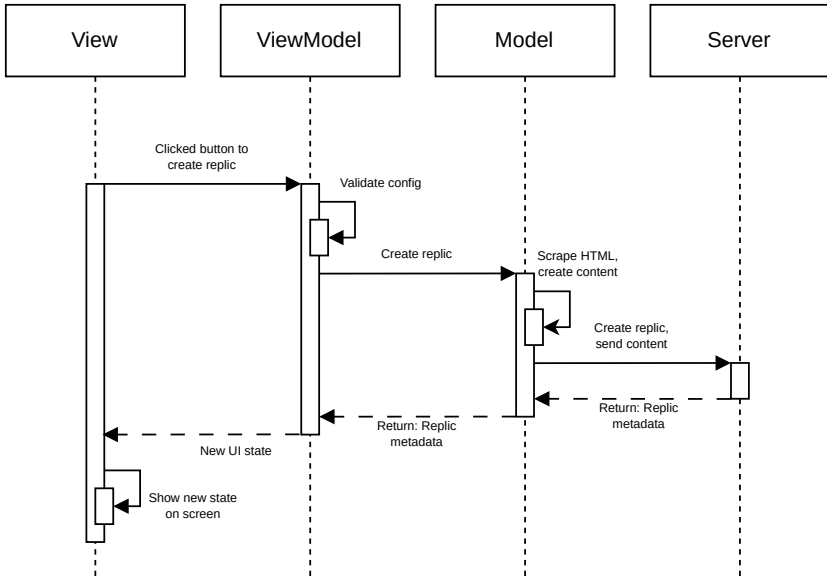 View
ViewModel
Model
Server
Clicked button to
create replic
Validate config
Create replic
Scrape HTML,
create content
Create replic,
send content
Return: Replic
metadata
Return: Replic
metadata
New UI state
Show new state
on screen